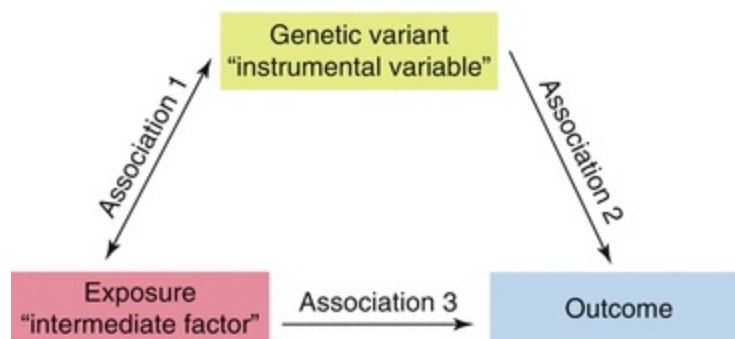 Genetic variant
“instrumental variable”
Association 1
Association 2
Exposure
“intermediate factor”
Association 3
Outcome